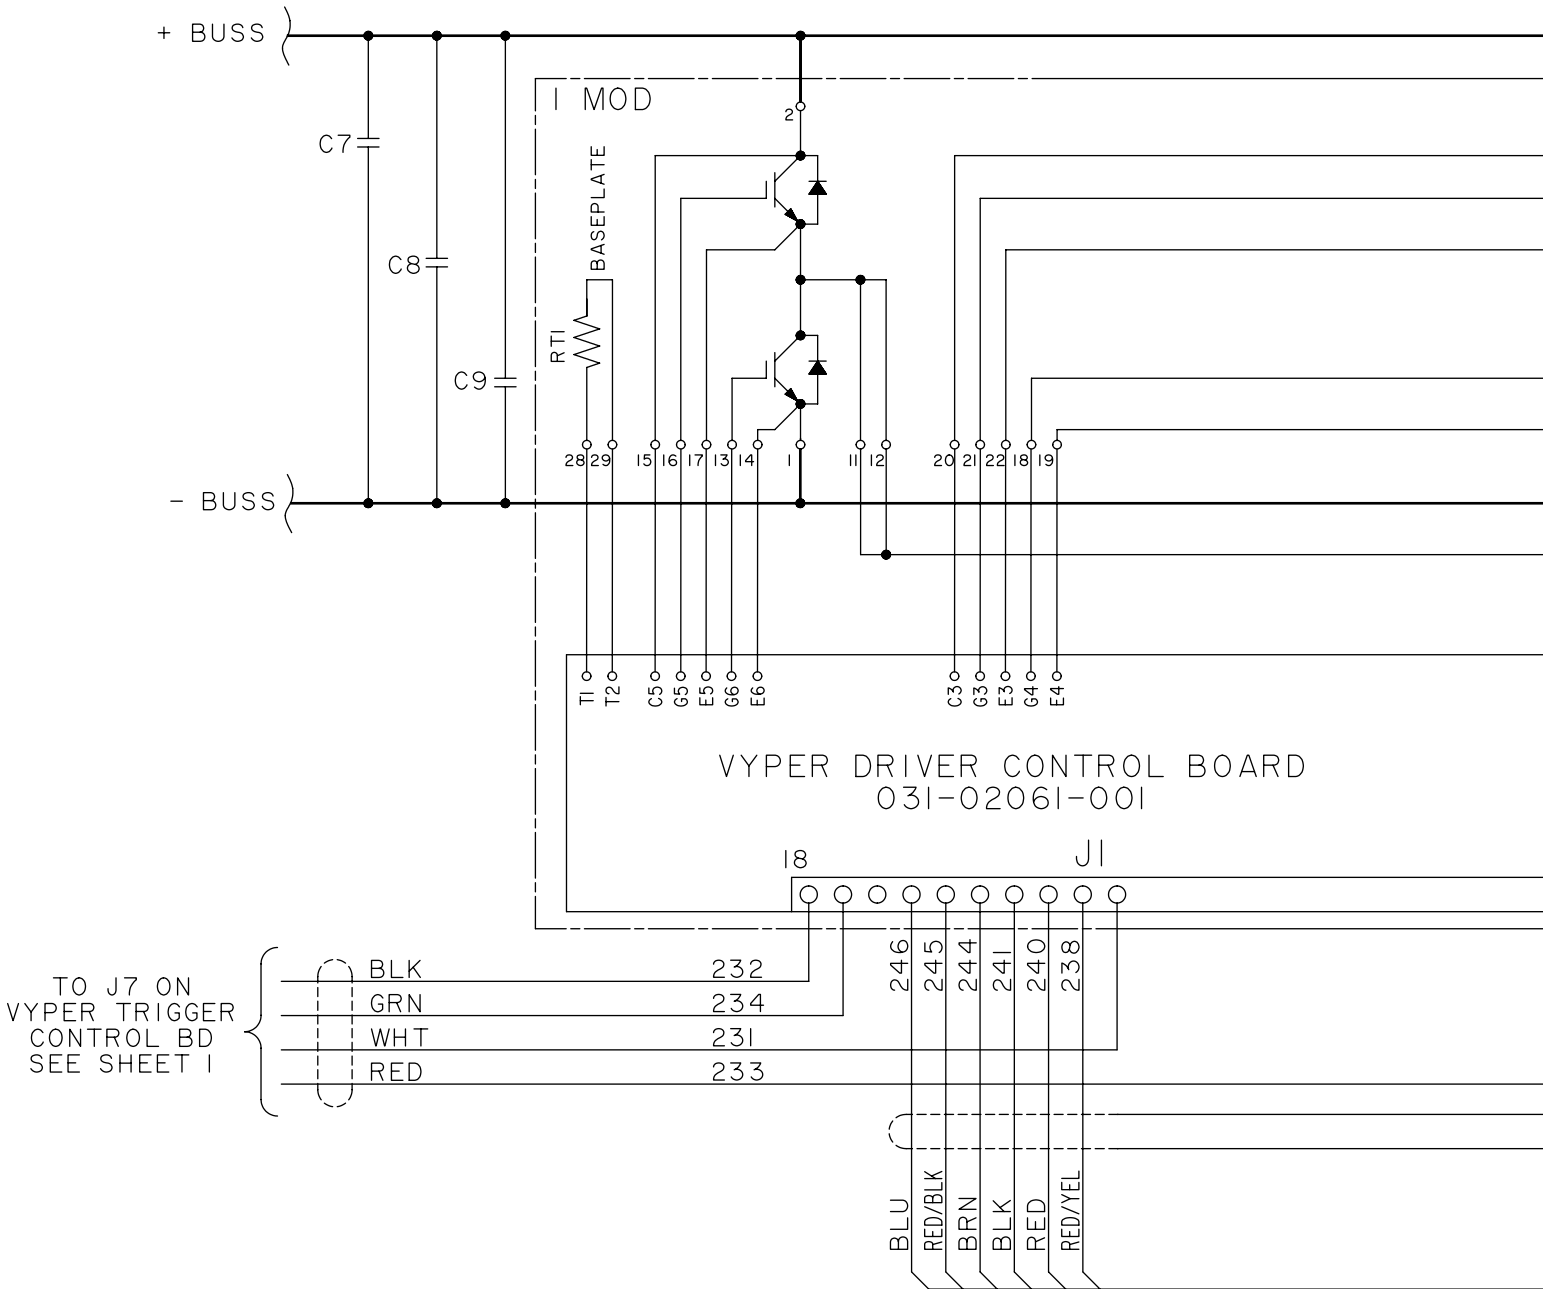 + BUSS
1 MOD
2
C7
BASEPLATE
C8
RT1
C9
28 29 15 16 17 13 14 1 11 12 20 21 22 18 19
- BUSS
T1 T2 C5 G5 E5 G6 E6 C3 G3 E3 G4 E4
VYPER DRIVER CONTROL BOARD
031-02061-001
18
J1
246 245 244 241 240 238
BLK 232
GRN 234
WHT 231
RED 233
TO J7 ON
VYPER TRIGGER
CONTROL BD
SEE SHEET 1
BLU RED/BLK BRN BLK RED RED/YEL